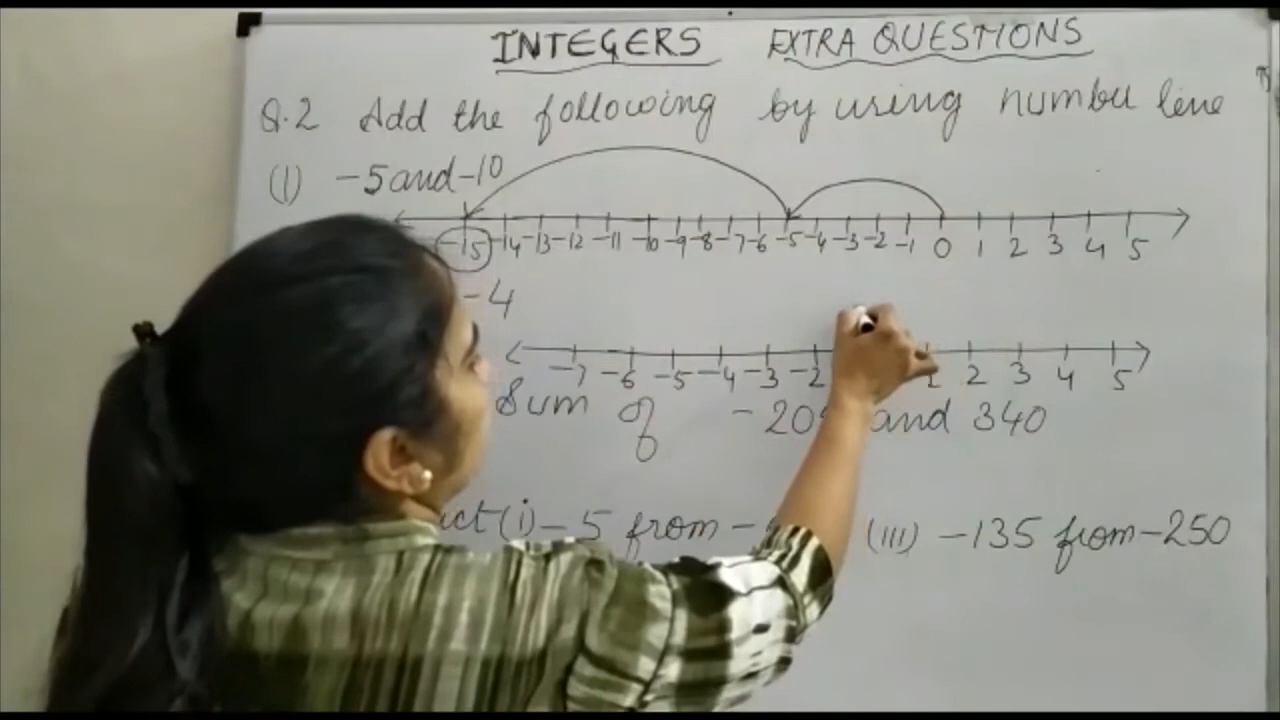 INTEGERS EXTRA QUESTIONS
Q.2 Add the following by using number line
(I) -5 and -10
-15 -14 -13 -12 -11 -10 -9 -8 -7 -6 -5 -4 -3 -2 -1 0 1 2 3 4 5
-4
-7 -6 -5 -4 -3 -2 1 2 3 4 5
Sum of and 340
(i) -5 from (III) -135 from -250